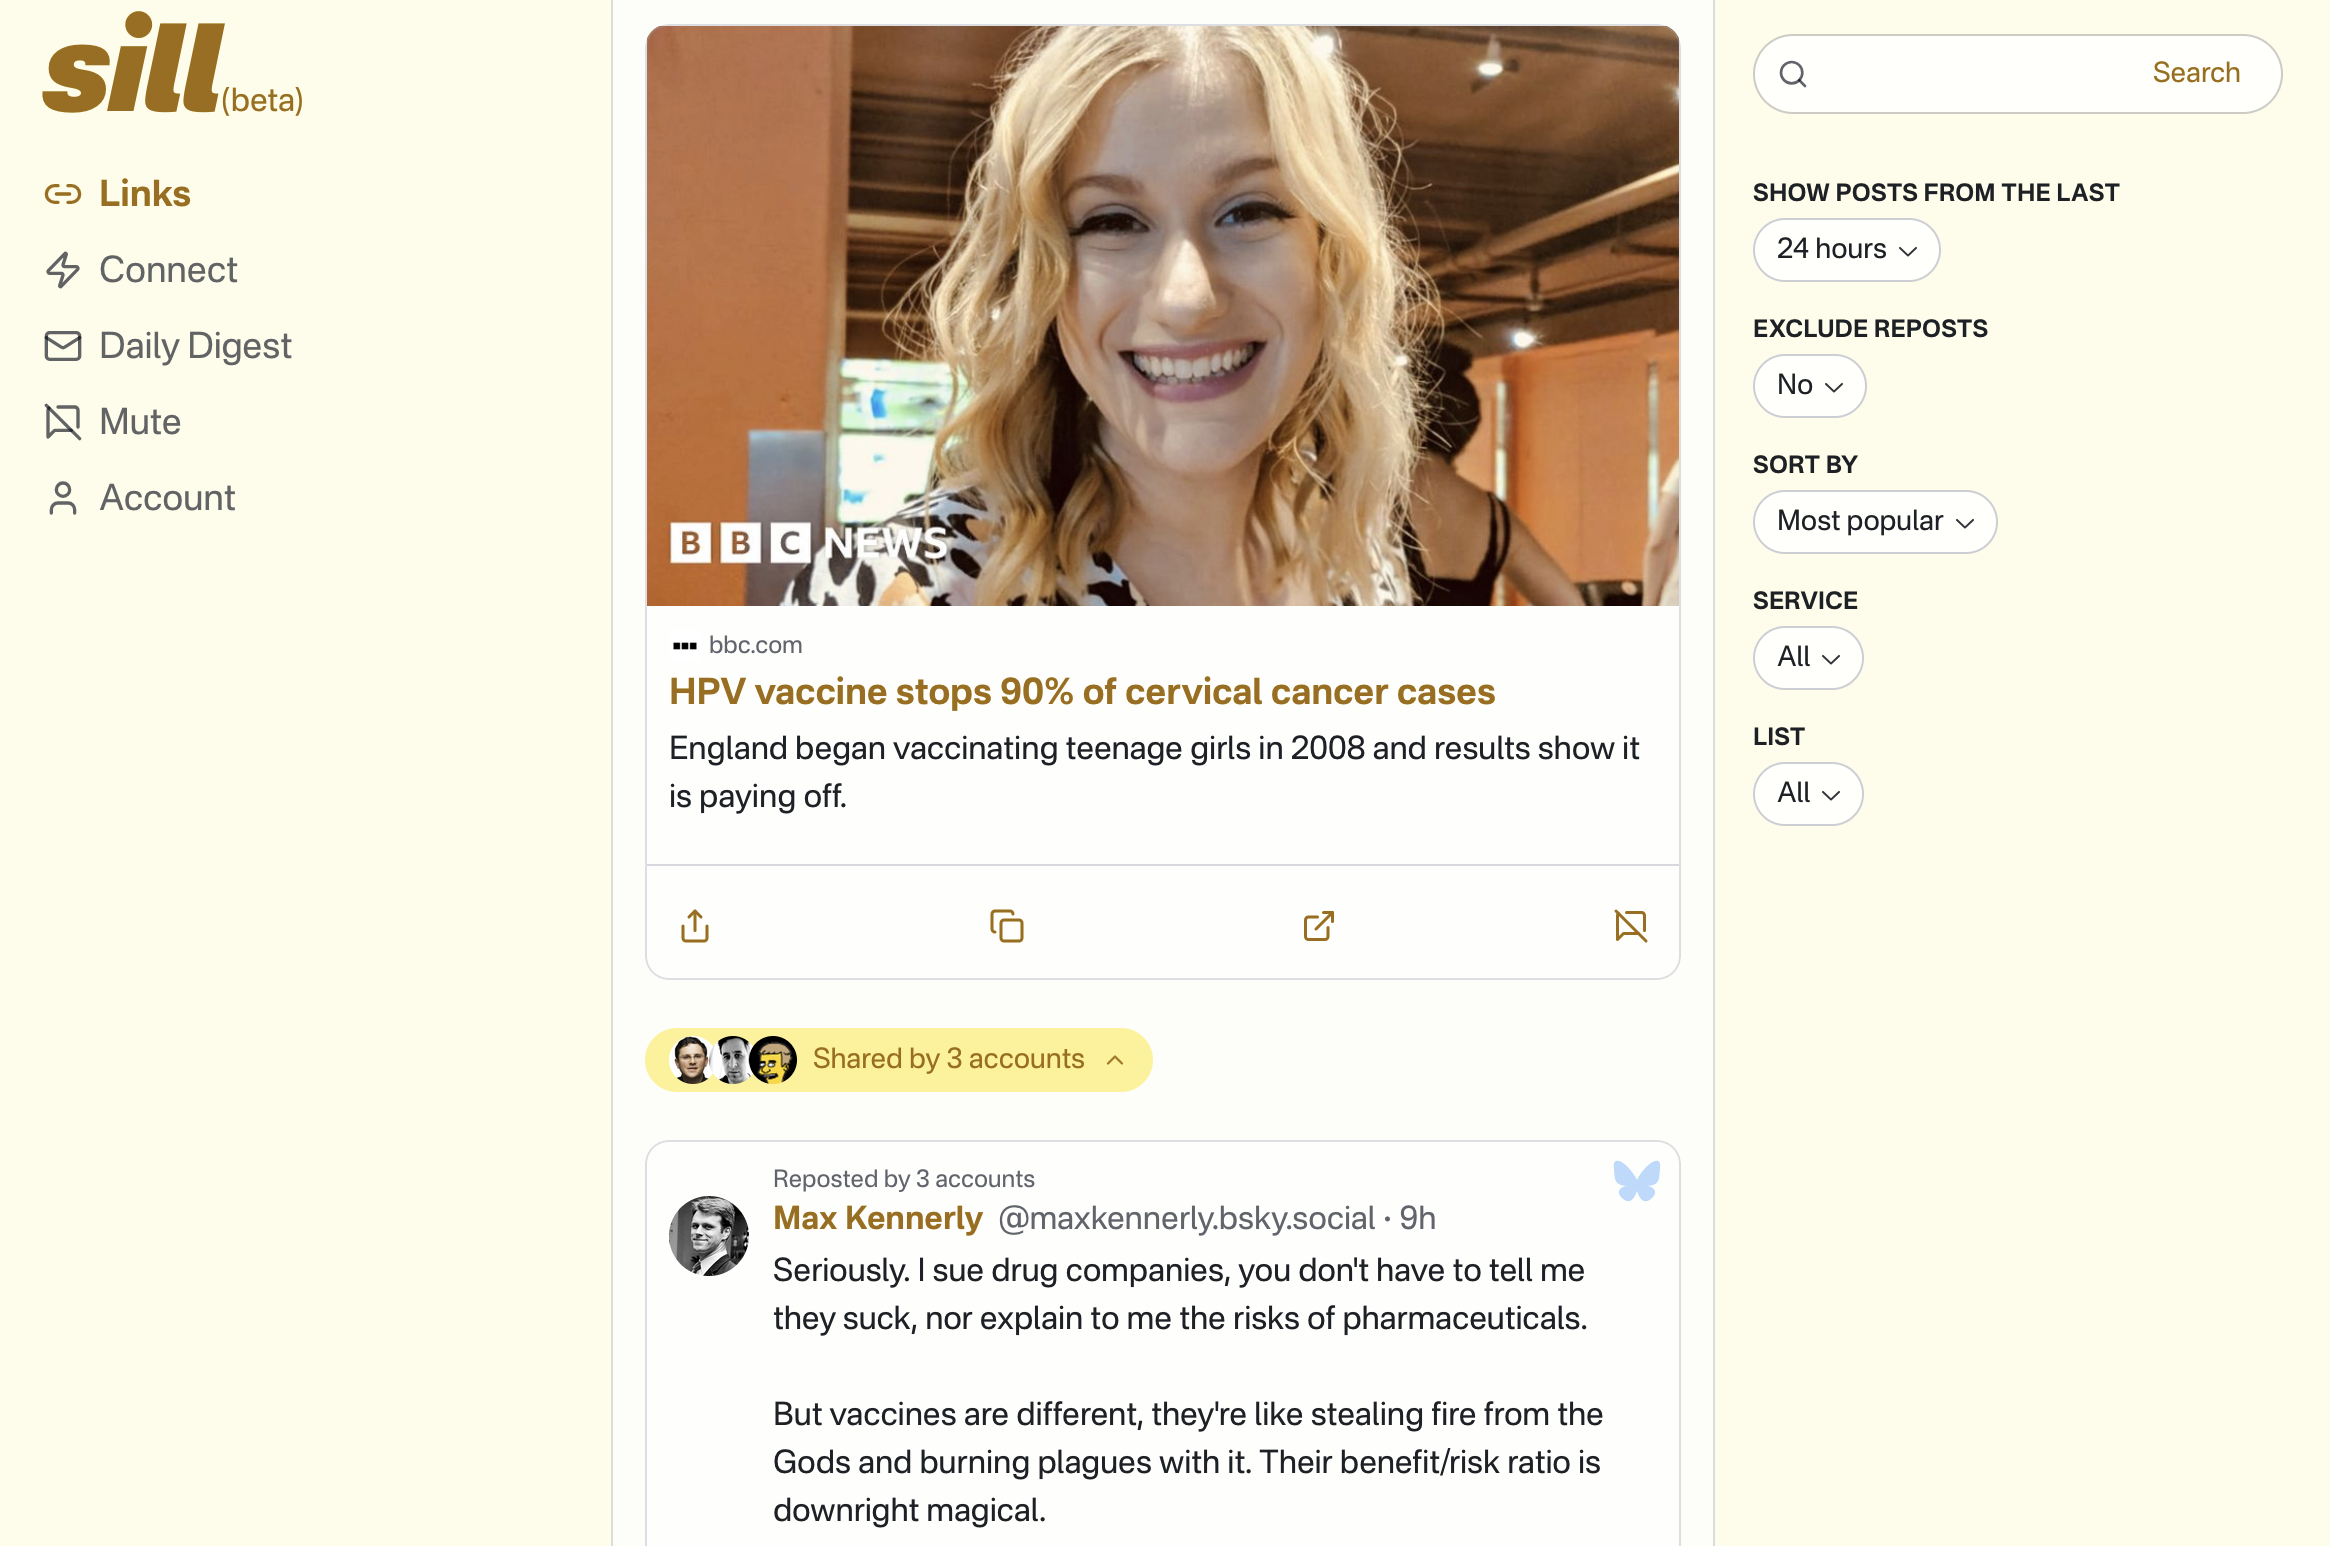 sill (beta)
Links
Connect
Daily Digest
Mute
Account
BBC NEWS
bbc.com
HPV vaccine stops 90% of cervical cancer cases
England began vaccinating teenage girls in 2008 and results show it
is paying off.
Shared by 3 accounts
Reposted by 3 accounts
Max Kennerly @maxkennerly.bsky.social · 9h
Seriously. I sue drug companies, you don't have to tell me
they suck, nor explain to me the risks of pharmaceuticals.
But vaccines are different, they're like stealing fire from the
Gods and burning plagues with it. Their benefit/risk ratio is
downright magical.
Search
SHOW POSTS FROM THE LAST
24 hours
EXCLUDE REPOSTS
No
SORT BY
Most popular
SERVICE
All
LIST
All